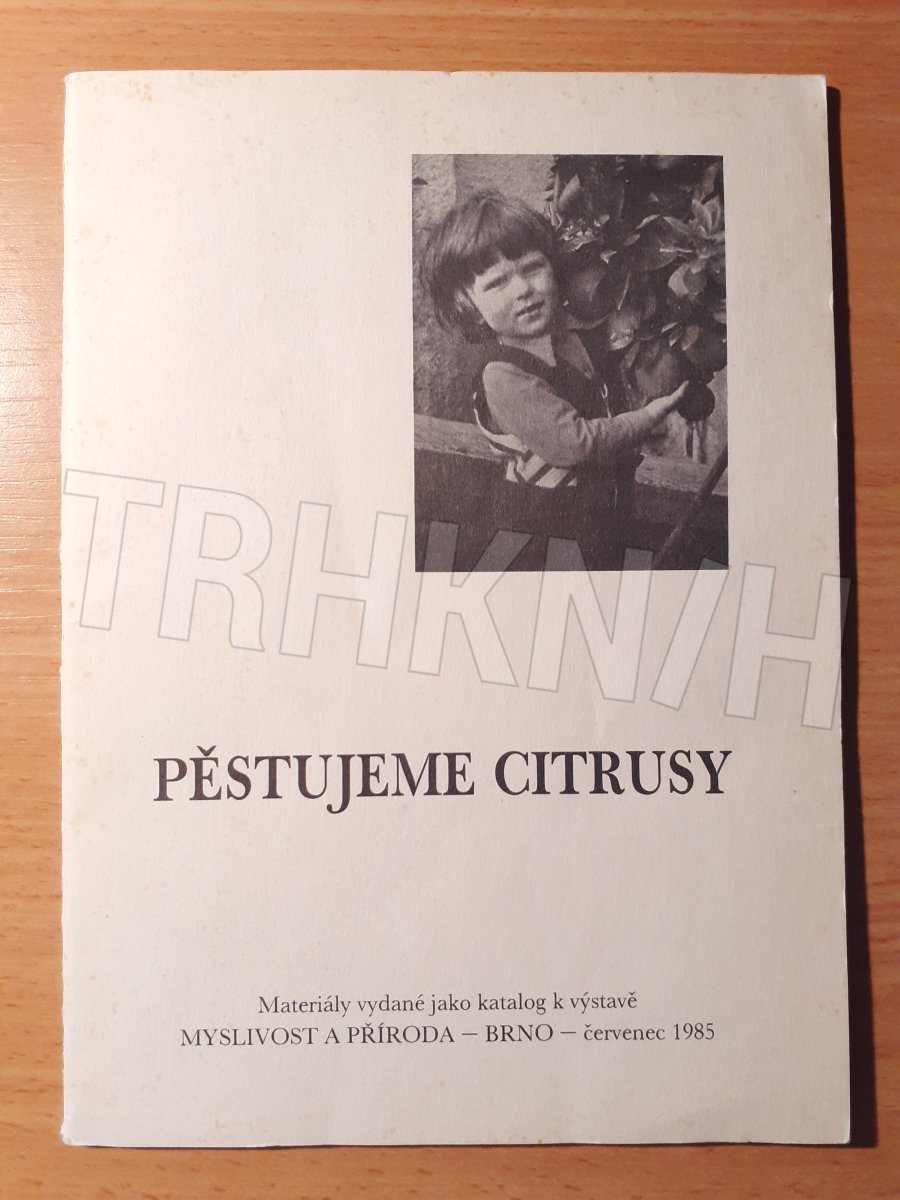 TRHKNIH
PĚSTUJEME CITRUSY
Materiály vydané jako katalog k výstavě
MYSLIVOST A PŘÍRODA — BRNO — červenec 1985